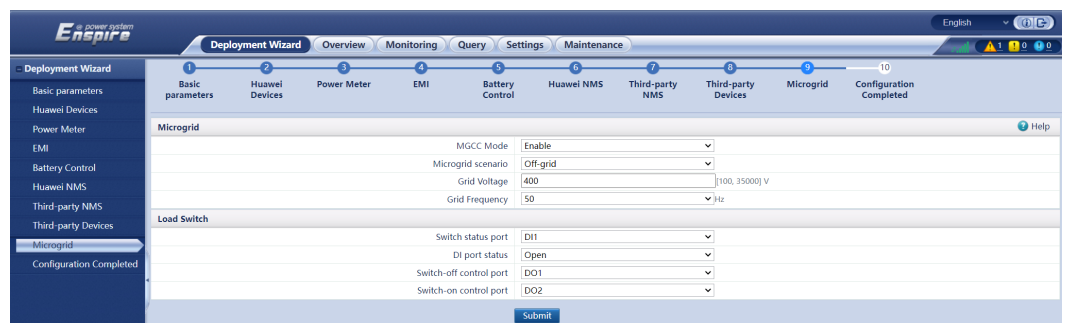 Enspire e power system
English
Deployment Wizard Overview Monitoring Query Settings Maintenance
1 0 0
Deployment Wizard
Basic parameters
Huawei Devices
Power Meter
EMI
Battery Control
Huawei NMS
Third-party NMS
Third-party Devices
Microgrid
Configuration Completed
1 2 3 4 5 6 7 8 9 10
Basic parameters
Huawei Devices
Power Meter
EMI
Battery Control
Huawei NMS
Third-party NMS
Third-party Devices
Microgrid
Configuration Completed
Microgrid Help
MGCC Mode Enable
Microgrid scenario Off-grid
Grid Voltage 400 [100, 35000] V
Grid Frequency 50 Hz
Load Switch
Switch status port DI1
DI port status Open
Switch-off control port DO1
Switch-on control port DO2
Submit